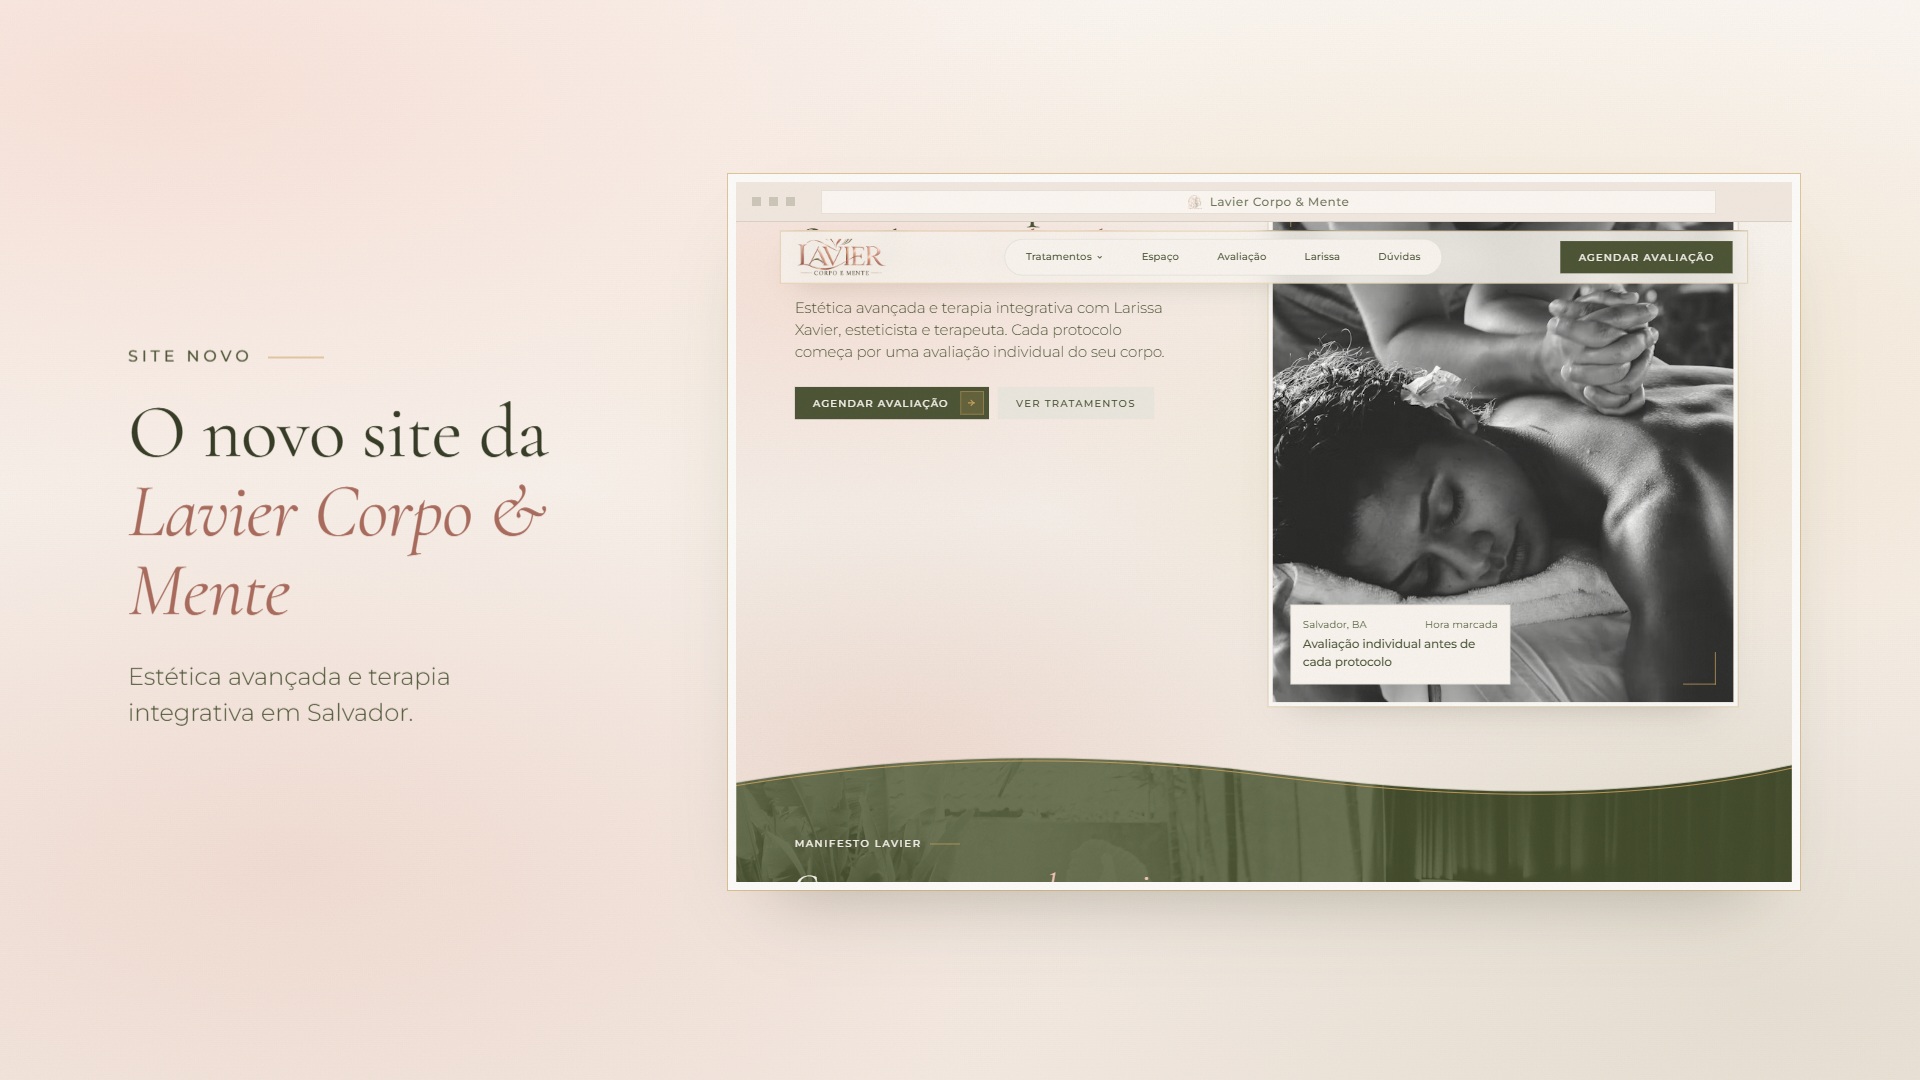 SITE NOVO
O novo site da
Lavier Corpo &
Mente
Estética avançada e terapia
integrativa em Salvador.
Lavier Corpo & Mente
LAVIER
CORPO E MENTE
Tratamentos
Espaço
Avaliação
Larissa
Dúvidas
AGENDAR AVALIAÇÃO
Estética avançada e terapia integrativa com Larissa
Xavier, esteticista e terapeuta. Cada protocolo
começa por uma avaliação individual do seu corpo.
AGENDAR AVALIAÇÃO
VER TRATAMENTOS
Salvador, BA
Hora marcada
Avaliação individual antes de
cada protocolo
MANIFESTO LAVIER